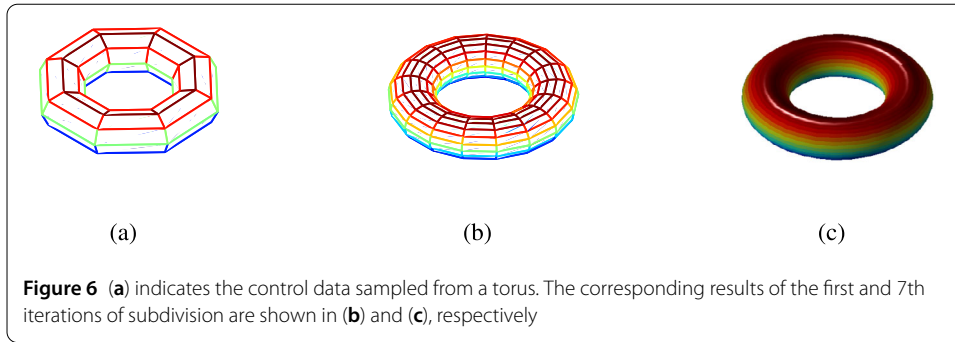 (a) (b) (c)
Figure 6 (a) indicates the control data sampled from a torus. The corresponding results of the first and 7th
iterations of subdivision are shown in (b) and (c), respectively